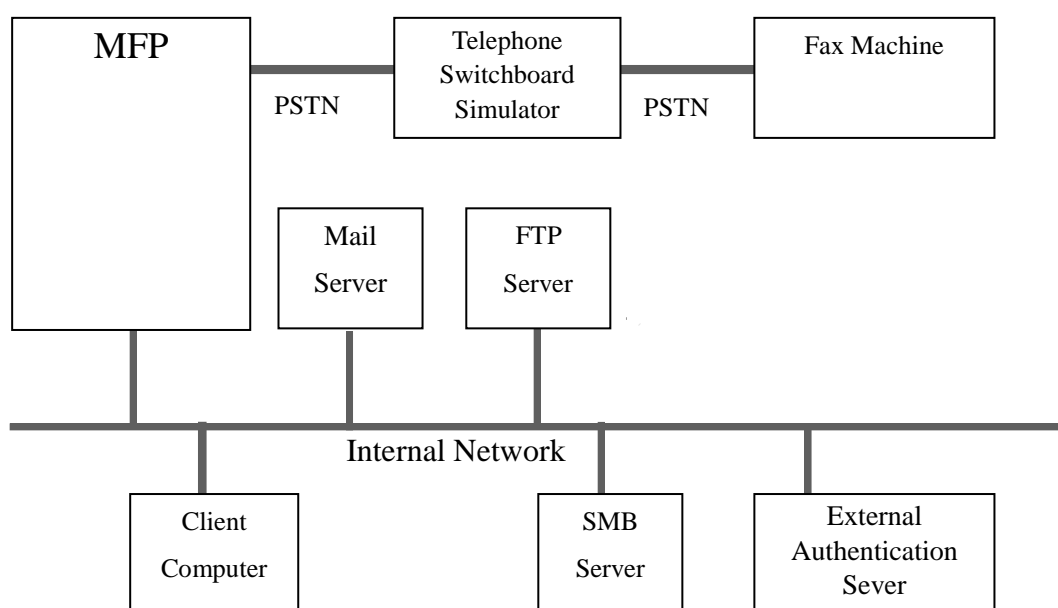 MFP
Telephone
Switchboard
Simulator
Fax Machine
PSTN
PSTN
Mail
Server
FTP
Server
Internal Network
Client
Computer
SMB
Server
External
Authentication
Sever